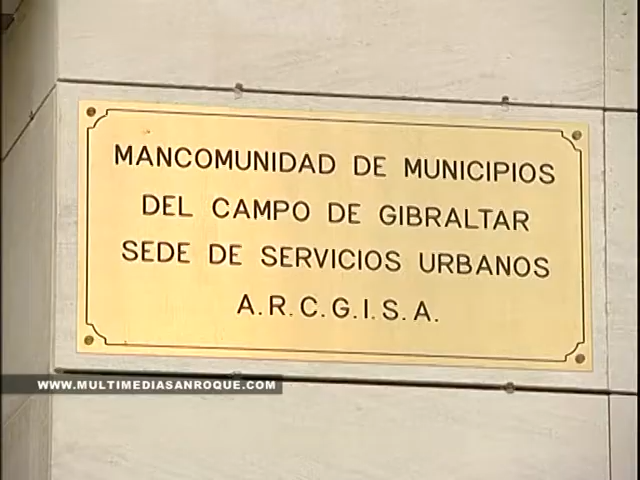 MANCOMUNIDAD DE MUNICIPIOS
DEL CAMPO DE GIBRALTAR
SEDE DE SERVICIOS URBANOS
A.R.C.G.I.S.A.
WWW.MULTIMEDIASANROQUE.COM